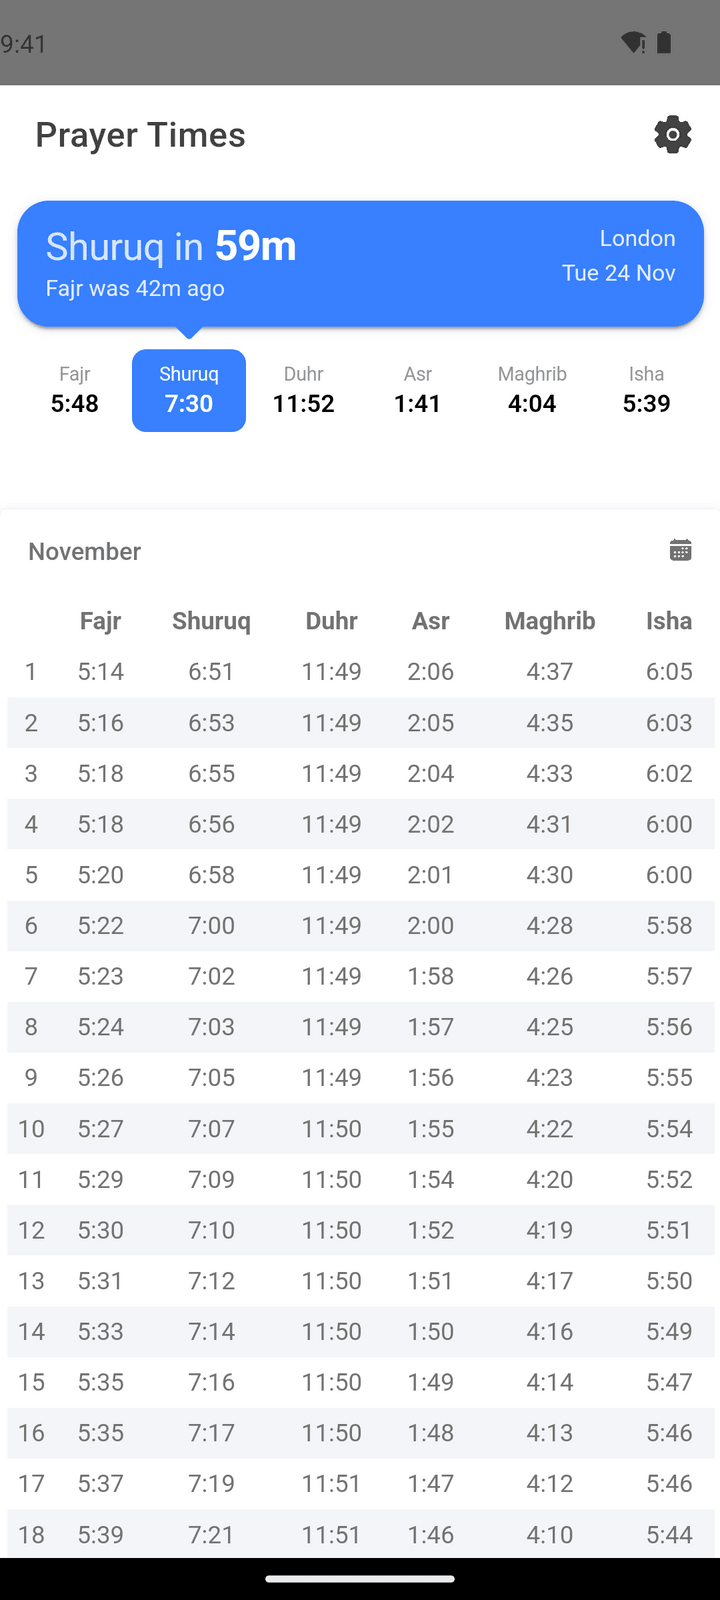 9:41
Prayer Times
Shuruq in 59m
Fajr was 42m ago
London
Tue 24 Nov
Fajr Shuruq Duhr Asr Maghrib Isha
5:48 7:30 11:52 1:41 4:04 5:39
November
Fajr Shuruq Duhr Asr Maghrib Isha
1 5:14 6:51 11:49 2:06 4:37 6:05
2 5:16 6:53 11:49 2:05 4:35 6:03
3 5:18 6:55 11:49 2:04 4:33 6:02
4 5:18 6:56 11:49 2:02 4:31 6:00
5 5:20 6:58 11:49 2:01 4:30 6:00
6 5:22 7:00 11:49 2:00 4:28 5:58
7 5:23 7:02 11:49 1:58 4:26 5:57
8 5:24 7:03 11:49 1:57 4:25 5:56
9 5:26 7:05 11:49 1:56 4:23 5:55
10 5:27 7:07 11:50 1:55 4:22 5:54
11 5:29 7:09 11:50 1:54 4:20 5:52
12 5:30 7:10 11:50 1:52 4:19 5:51
13 5:31 7:12 11:50 1:51 4:17 5:50
14 5:33 7:14 11:50 1:50 4:16 5:49
15 5:35 7:16 11:50 1:49 4:14 5:47
16 5:35 7:17 11:50 1:48 4:13 5:46
17 5:37 7:19 11:51 1:47 4:12 5:46
18 5:39 7:21 11:51 1:46 4:10 5:44